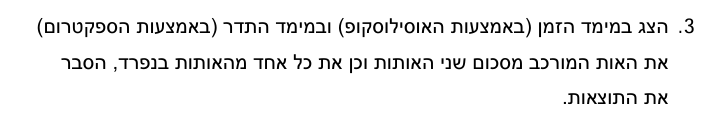 3. הצג במימד הזמן (באמצעות האוסילוסקופ) ובמימד התדר (באמצעות הספקטרום)
את האות המורכב מסכום שני האותות וכן את כל אחד מהאותות בנפרד, הסבר
את התוצאות.